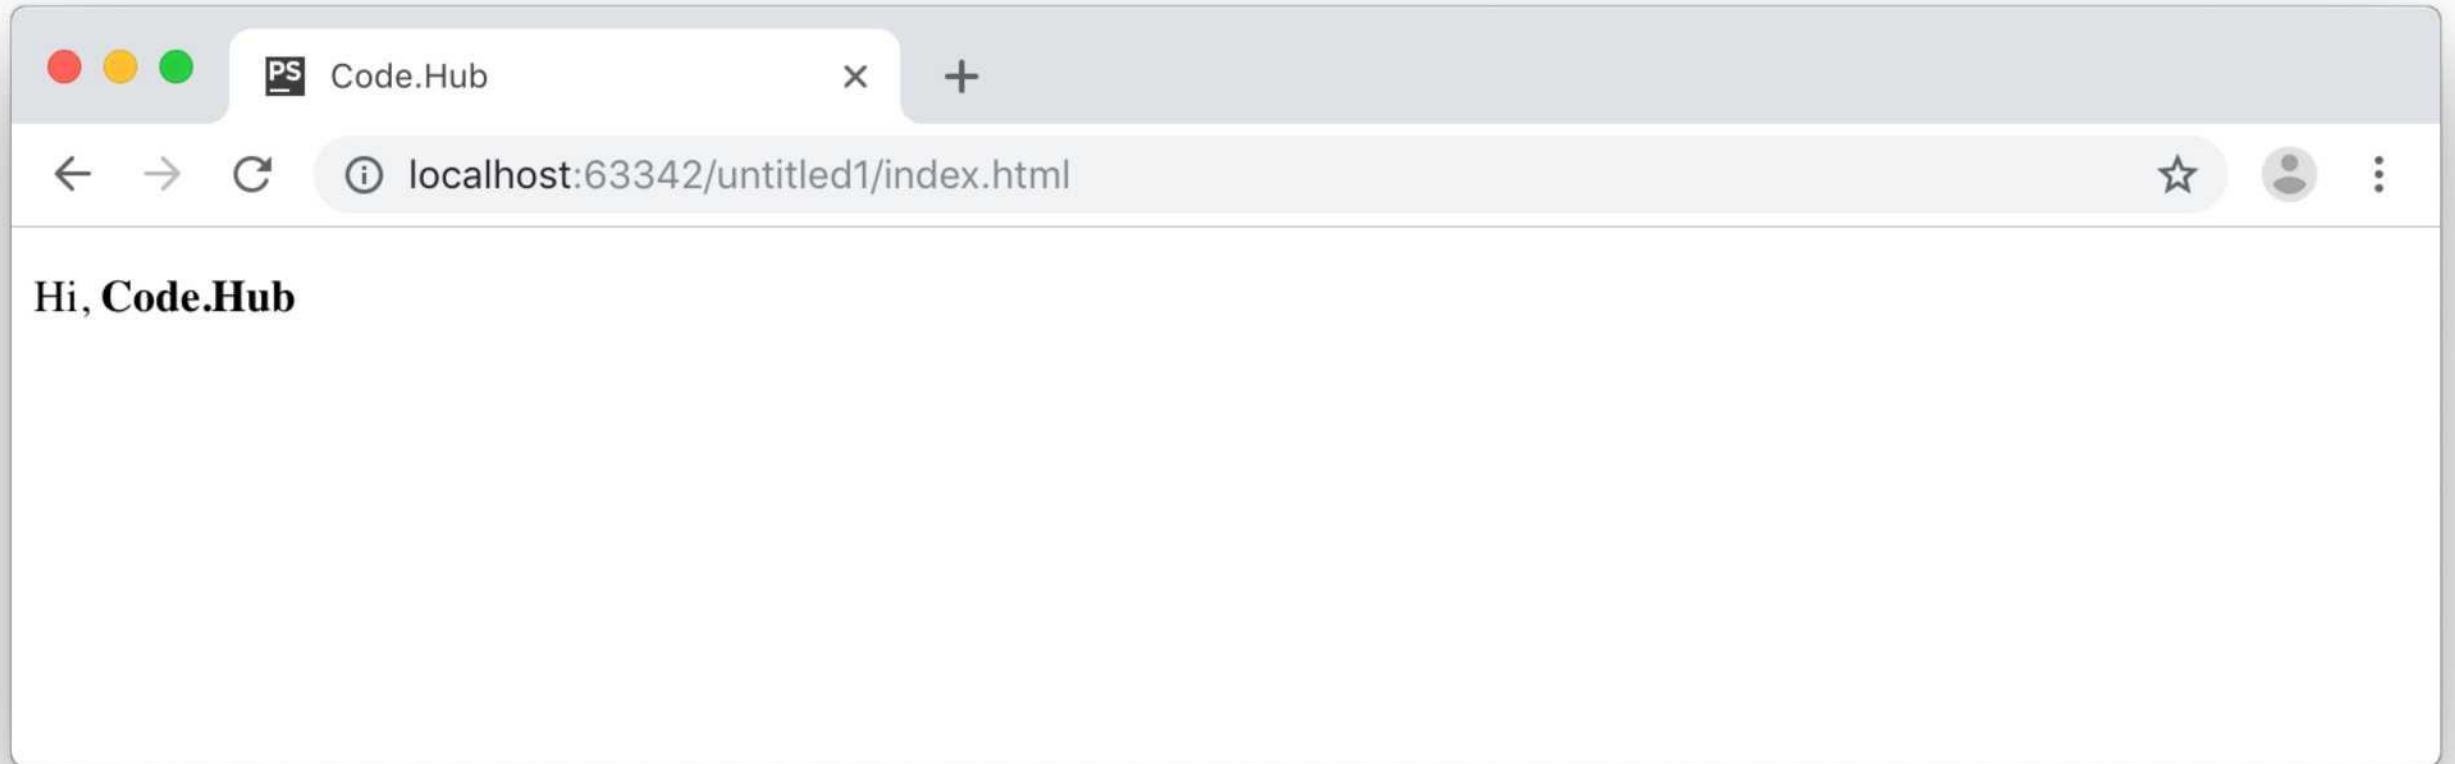 PS Code.Hub
localhost:63342/untitled1/index.html
Hi, Code.Hub